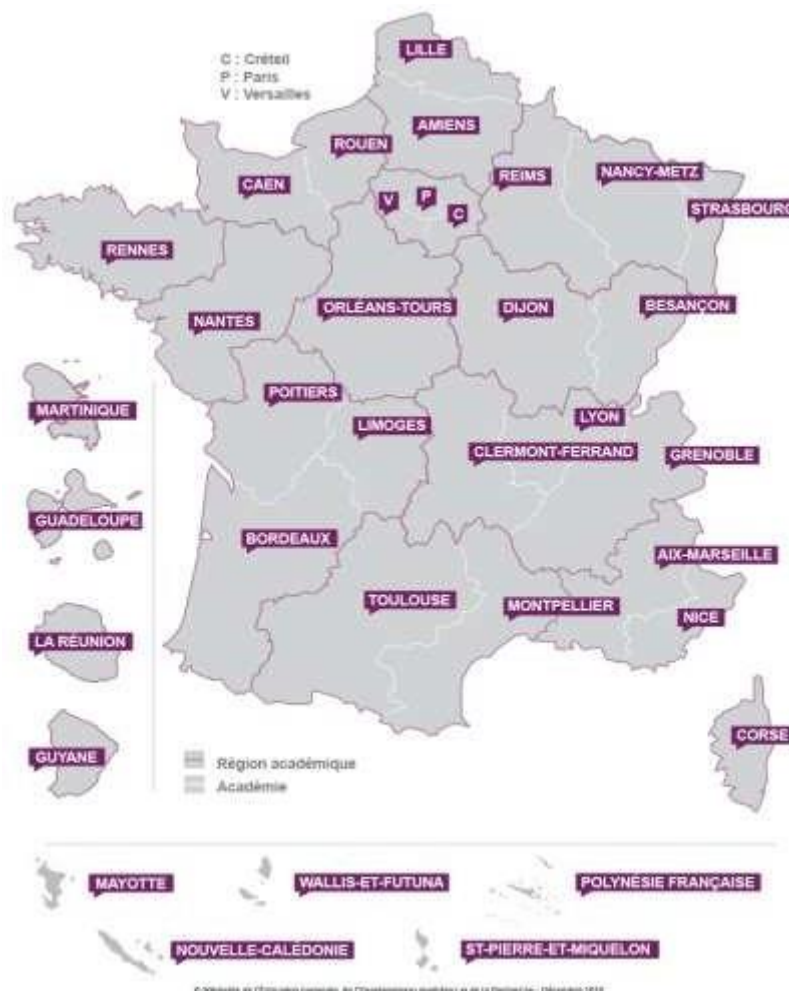 C : Créteil
P : Paris
V : Versailles
LILLE
AMIENS
ROUEN
CAEN
REIMS
NANCY-METZ
STRASBOURG
V
P
C
RENNES
NANTES
ORLÉANS-TOURS
DIJON
BESANÇON
POITIERS
LIMOGES
LYON
CLERMONT-FERRAND
GRENOBLE
MARTINIQUE
GUADELOUPE
BORDEAUX
AIX-MARSEILLE
TOULOUSE
MONTPELLIER
NICE
LA RÉUNION
GUYANE
CORSE
Région académique
Académie
MAYOTTE
WALLIS-ET-FUTUNA
POLYNÉSIE FRANÇAISE
NOUVELLE-CALÉDONIE
ST-PIERRE-ET-MIQUELON